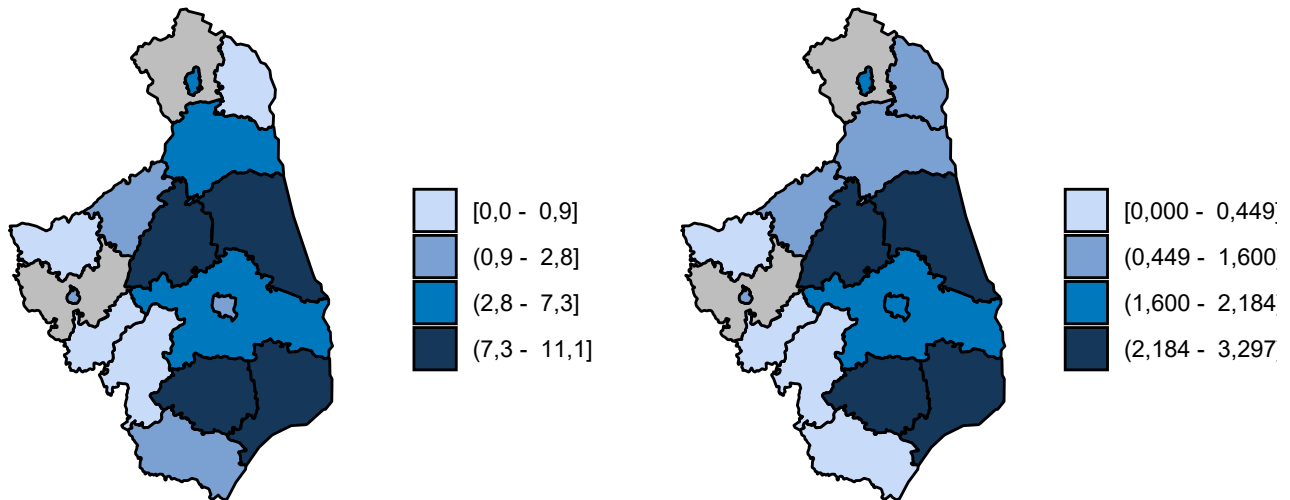 [0,0 - 0,9]
(0,9 - 2,8]
(2,8 - 7,3]
(7,3 - 11,1]
[0,000 - 0,449]
(0,449 - 1,600]
(1,600 - 2,184]
(2,184 - 3,297]